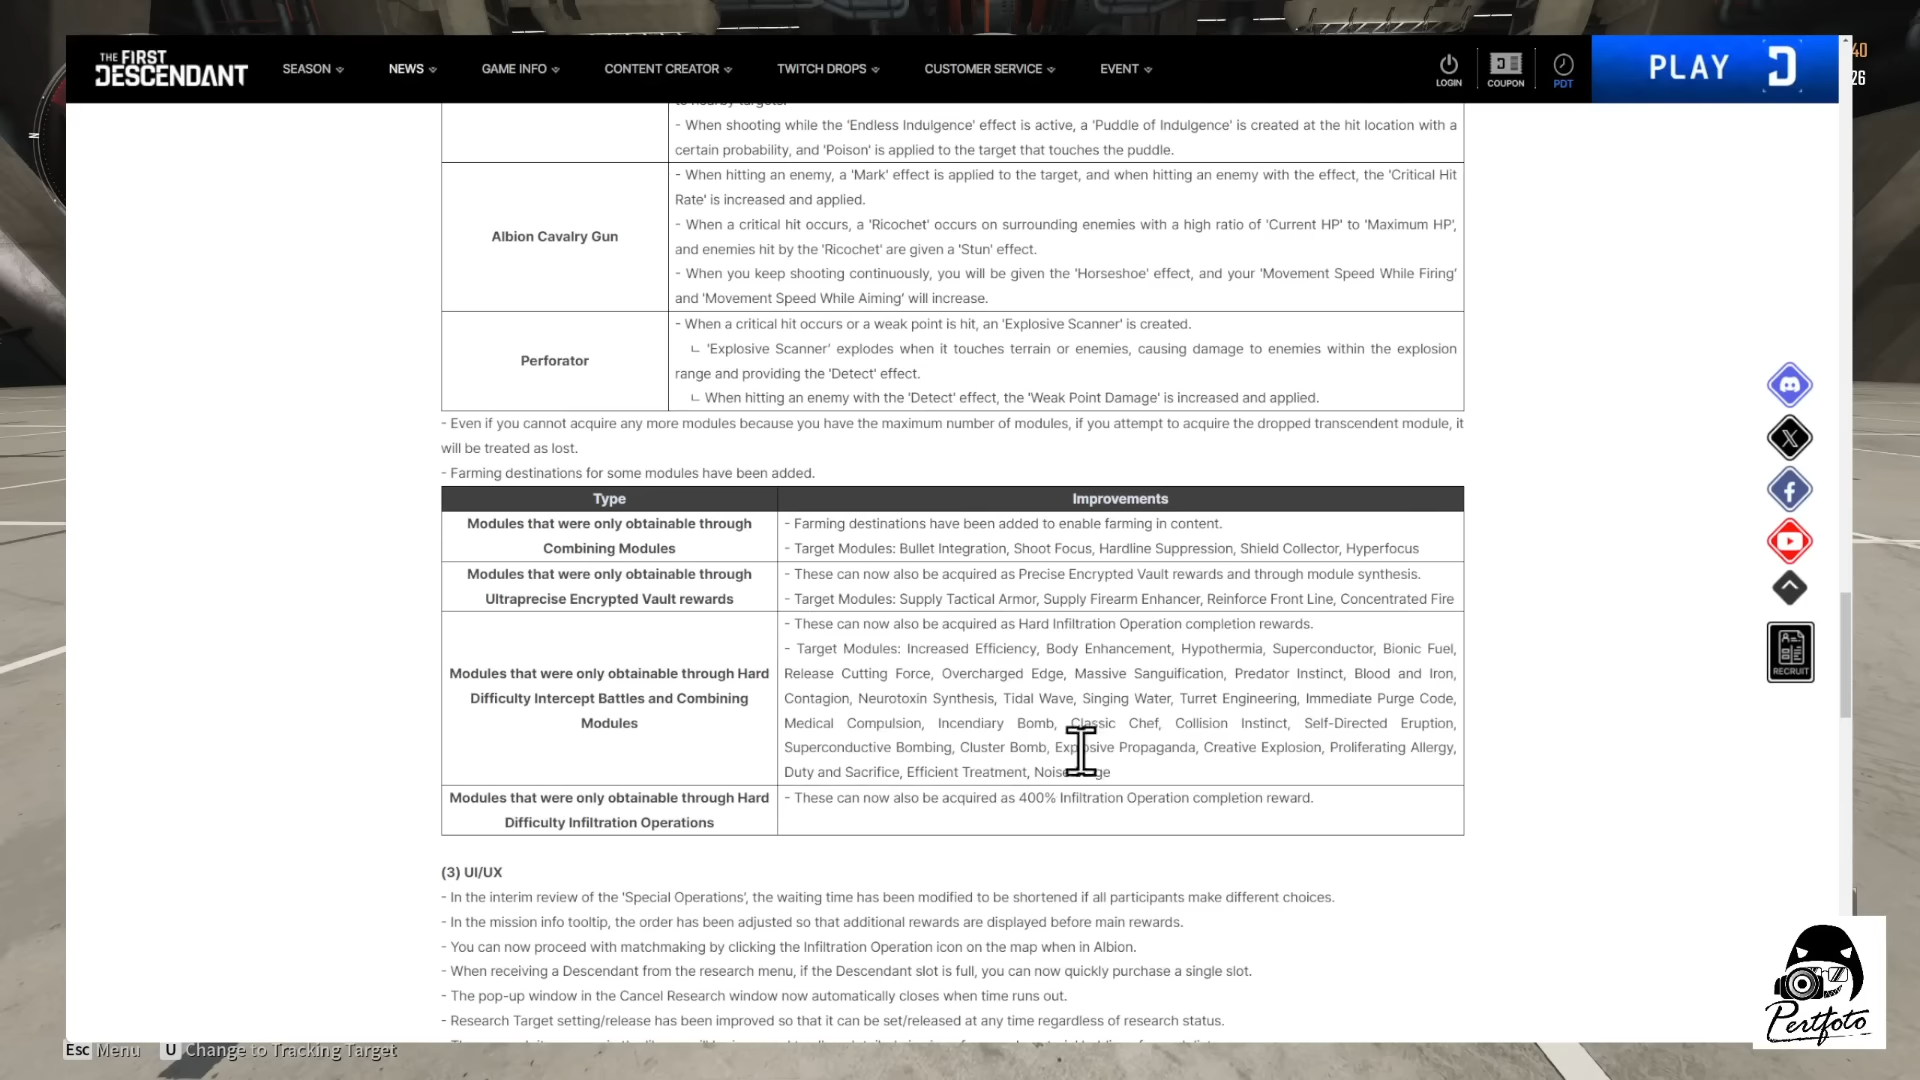 THE FIRST
DESCENDANT
SEASON
NEWS
GAME INFO
CONTENT CREATOR
TWITCH DROPS
CUSTOMER SERVICE
EVENT
LOGIN
COUPON
PDT
PLAY
40
26
N
to nearby targets.
- When shooting while the 'Endless Indulgence' effect is active, a 'Puddle of Indulgence' is created at the hit location with a
certain probability, and 'Poison' is applied to the target that touches the puddle.
Albion Cavalry Gun
- When hitting an enemy, a 'Mark' effect is applied to the target, and when hitting an enemy with the effect, the 'Critical Hit
Rate' is increased and applied.
- When a critical hit occurs, a 'Ricochet' occurs on surrounding enemies with a high ratio of 'Current HP' to 'Maximum HP',
and enemies hit by the 'Ricochet' are given a 'Stun' effect.
- When you keep shooting continuously, you will be given the 'Horseshoe' effect, and your 'Movement Speed While Firing'
and 'Movement Speed While Aiming' will increase.
Perforator
- When a critical hit occurs or a weak point is hit, an 'Explosive Scanner' is created.
ㄴ 'Explosive Scanner' explodes when it touches terrain or enemies, causing damage to enemies within the explosion
range and providing the 'Detect' effect.
ㄴ When hitting an enemy with the 'Detect' effect, the 'Weak Point Damage' is increased and applied.
- Even if you cannot acquire any more modules because you have the maximum number of modules, if you attempt to acquire the dropped transcendent module, it
will be treated as lost.
- Farming destinations for some modules have been added.
Type
Improvements
Modules that were only obtainable through
Combining Modules
- Farming destinations have been added to enable farming in content.
- Target Modules: Bullet Integration, Shoot Focus, Hardline Suppression, Shield Collector, Hyperfocus
Modules that were only obtainable through
Ultraprecise Encrypted Vault rewards
- These can now also be acquired as Precise Encrypted Vault rewards and through module synthesis.
- Target Modules: Supply Tactical Armor, Supply Firearm Enhancer, Reinforce Front Line, Concentrated Fire
Modules that were only obtainable through Hard
Difficulty Intercept Battles and Combining
Modules
- These can now also be acquired as Hard Infiltration Operation completion rewards.
- Target Modules: Increased Efficiency, Body Enhancement, Hypothermia, Superconductor, Bionic Fuel,
Release Cutting Force, Overcharged Edge, Massive Sanguification, Predator Instinct, Blood and Iron,
Contagion, Neurotoxin Synthesis, Tidal Wave, Singing Water, Turret Engineering, Immediate Purge Code,
Medical Compulsion, Incendiary Bomb, Classic Chef, Collision Instinct, Self-Directed Eruption,
Superconductive Bombing, Cluster Bomb, Explosive Propaganda, Creative Explosion, Proliferating Allergy,
Duty and Sacrifice, Efficient Treatment, Noise
Modules that were only obtainable through Hard
Difficulty Infiltration Operations
- These can now also be acquired as 400% Infiltration Operation completion reward.
(3) UI/UX
- In the interim review of the 'Special Operations', the waiting time has been modified to be shortened if all participants make different choices.
- In the mission info tooltip, the order has been adjusted so that additional rewards are displayed before main rewards.
- You can now proceed with matchmaking by clicking the Infiltration Operation icon on the map when in Albion.
- When receiving a Descendant from the research menu, if the Descendant slot is full, you can now quickly purchase a single slot.
- The pop-up window in the Cancel Research window now automatically closes when time runs out.
- Research Target setting/release has been improved so that it can be set/released at any time regardless of research status.
RECRUIT
Pertfoto
Esc Menu U Change to Tracking Target